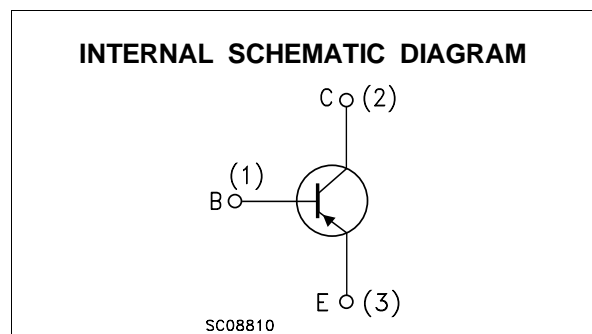 INTERNAL SCHEMATIC DIAGRAM
C (2)
(1)
B
E (3)
SC08810